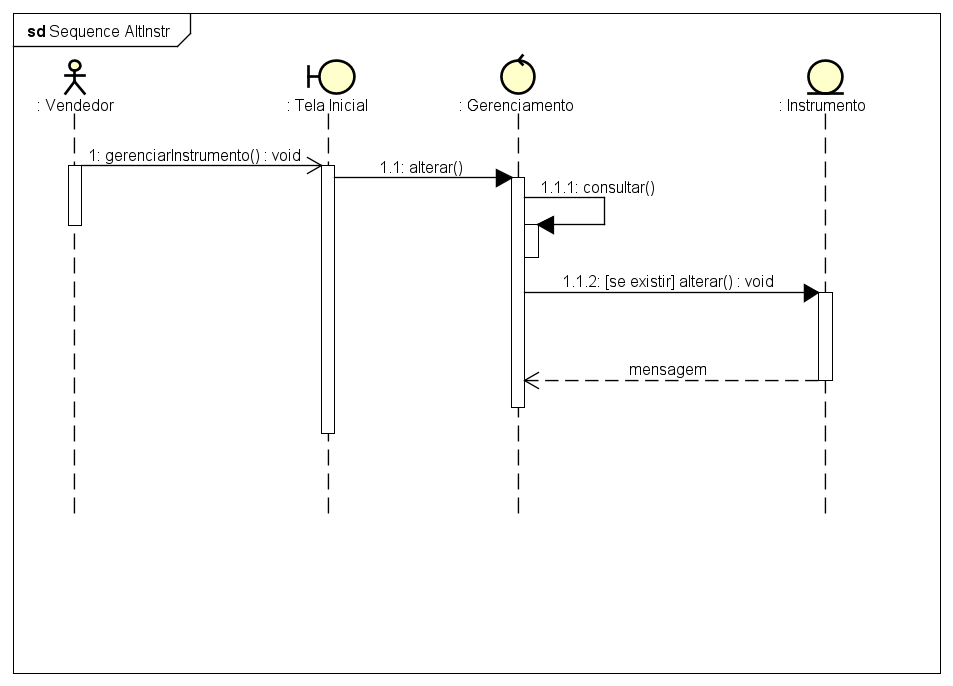 sd Sequence AltInstr
: Vendedor
: Tela Inicial
: Gerenciamento
: Instrumento
1: gerenciarInstrumento() : void
1.1: alterar()
1.1.1: consultar()
1.1.2: [se existir] alterar() : void
mensagem